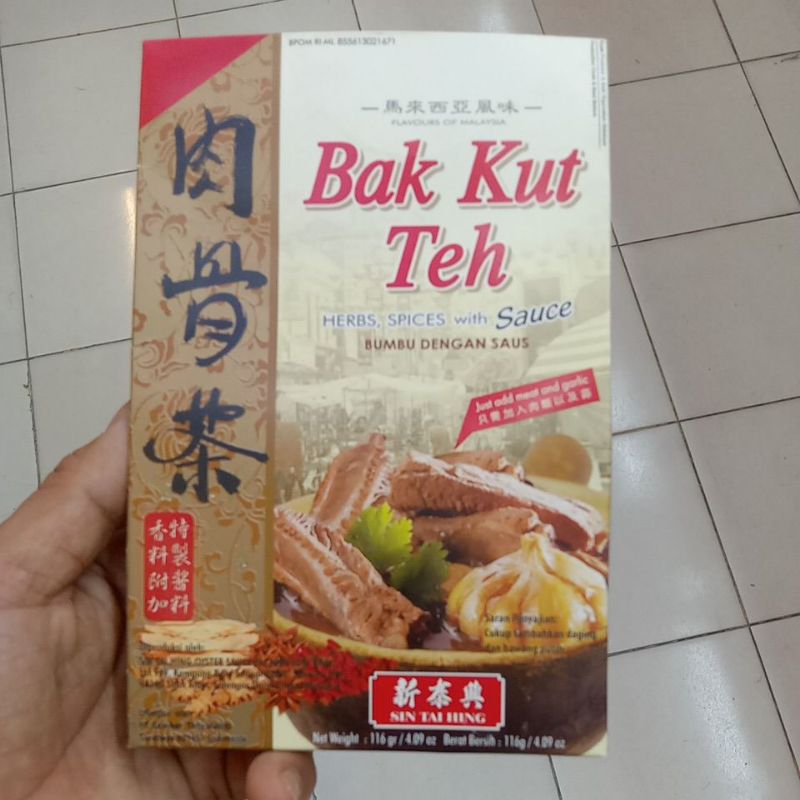 BPOM RI ML 855613021671
馬來西亞風味
FLAVOURS OF MALAYSIA
肉骨茶
Bak Kut
Teh
HERBS, SPICES with Sauce
BUMBU DENGAN SAUS
Just add meat and garlic
只需加入肉類以及蒜
特製醬料
香料附加
Saran Penyajian:
Cukup tambahkan daging
dan bawang putih.
Diproduksi oleh:
新泰興
SIN TAI HING
Net Weight : 116 gr / 4.09 oz Berat Bersih : 116g / 4.09 oz